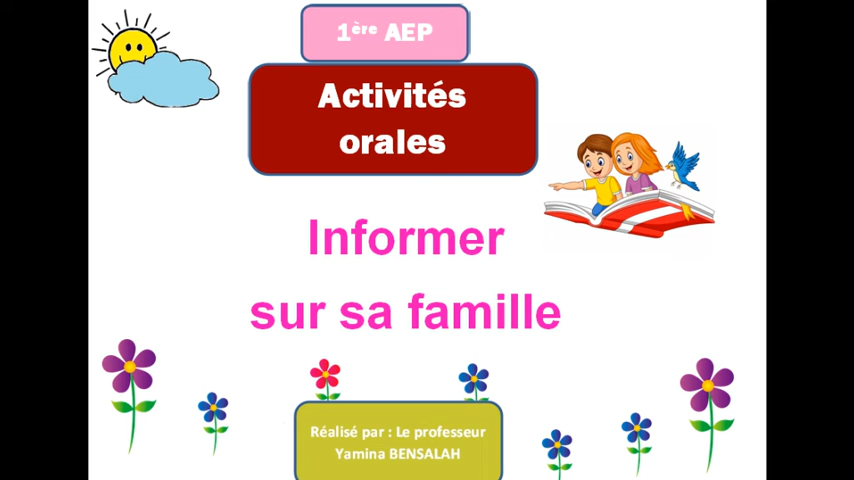 1ère AEP
Activités
orales
Informer
sur sa famille
Réalisé par : Le professeur
Yamina BENSALAH